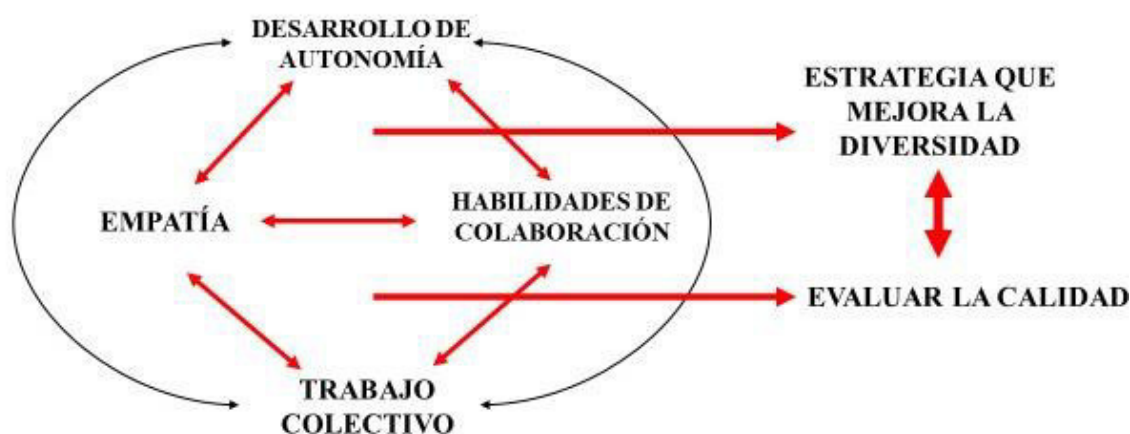 DESARROLLO DE
AUTONOMÍA
ESTRATEGIA QUE
MEJORA LA
DIVERSIDAD
EMPATÍA
HABILIDADES DE
COLABORACIÓN
EVALUAR LA CALIDAD
TRABAJO
COLECTIVO